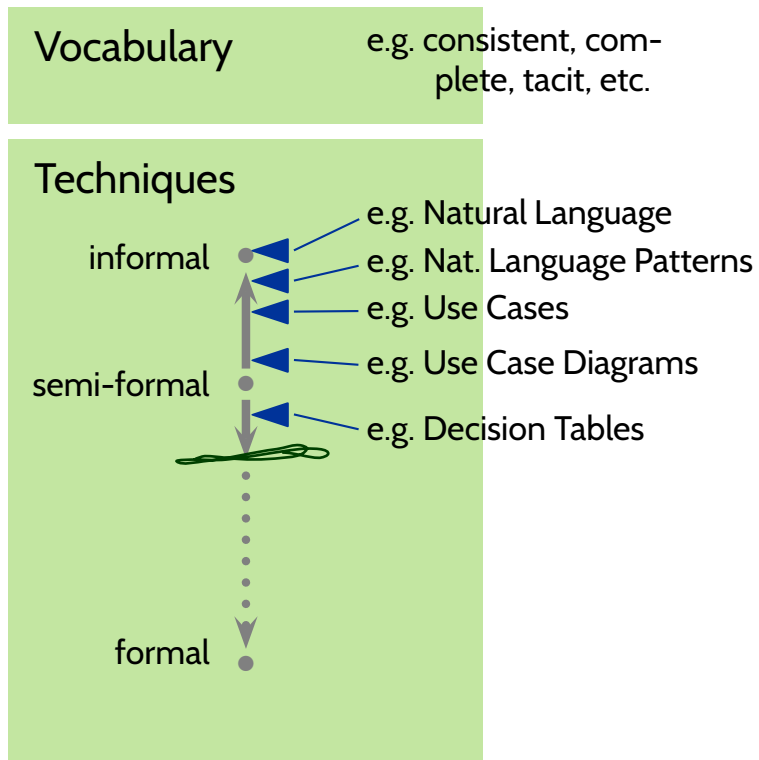 Vocabulary
e.g. consistent, com-
plete, tacit, etc.
Techniques
e.g. Natural Language
informal
e.g. Nat. Language Patterns
e.g. Use Cases
e.g. Use Case Diagrams
semi-formal
e.g. Decision Tables
formal